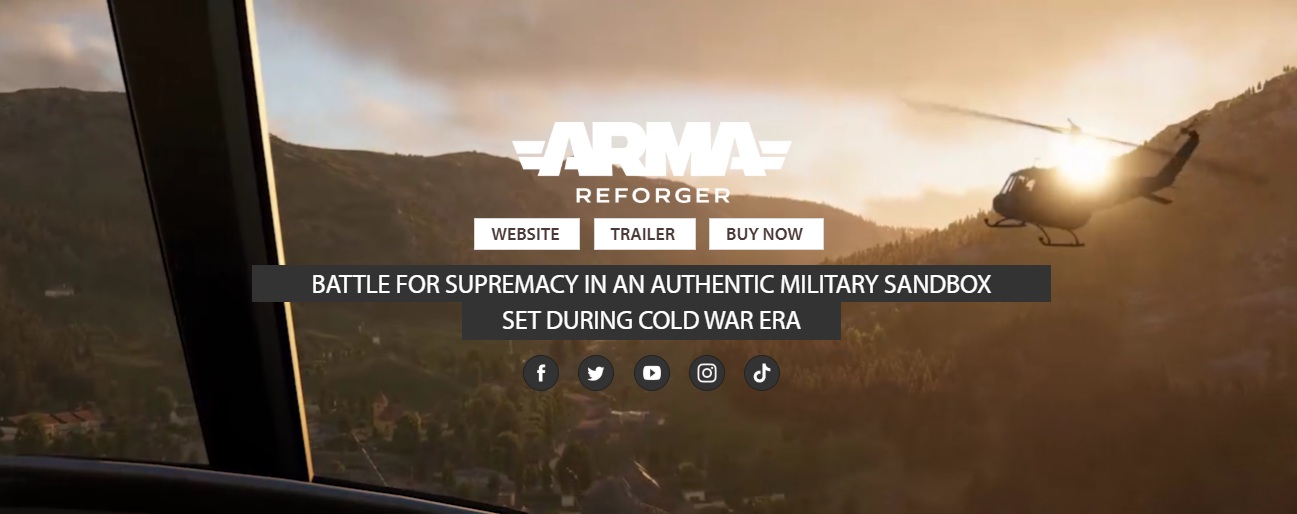 ARMA
REFORGER
WEBSITE TRAILER BUY NOW
BATTLE FOR SUPREMACY IN AN AUTHENTIC MILITARY SANDBOX
SET DURING COLD WAR ERA